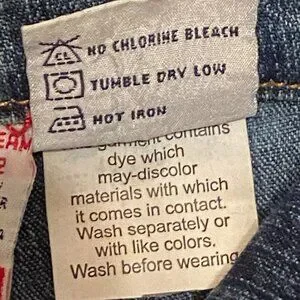 NO CHLORINE BLEACH
TUMBLE DRY LOW
HOT IRON
garment contains
dye which
may-discolor
materials with which
it comes in contact.
Wash separately or
with like colors.
Wash before wearing